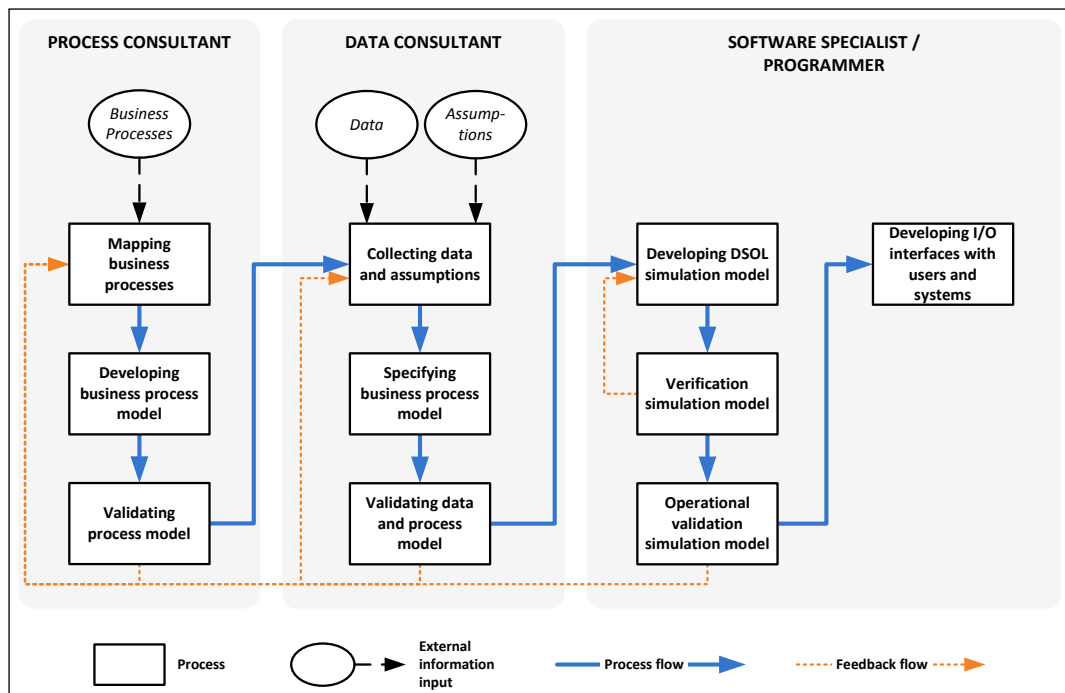 PROCESS CONSULTANT
Business
Processes
Mapping
business
processes
Developing
business process
model
Validating
process model
DATA CONSULTANT
Data
Assump-
tions
Collecting data
and assumptions
Specifying
business process
model
Validating data
and process
model
SOFTWARE SPECIALIST /
PROGRAMMER
Developing DSOL
simulation model
Verification
simulation model
Operational
validation
simulation model
Developing I/O
interfaces with
users and
systems
Process
External
information
input
Process flow
Feedback flow